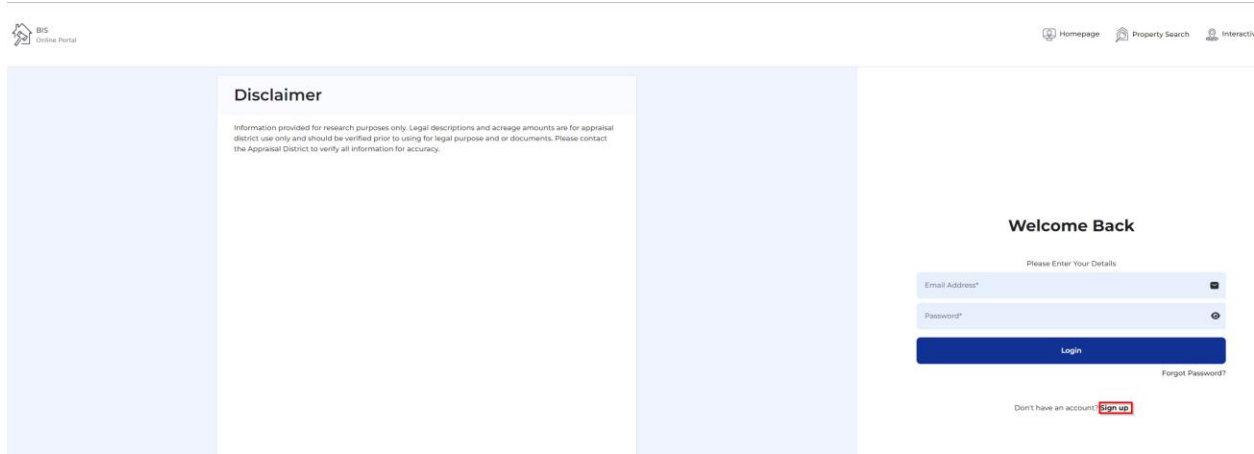 BIS
Online Portal
Homepage
Property Search
Interactiv
Disclaimer
Information provided for research purposes only. Legal descriptions and acreage amounts are for appraisal
district use only and should be verified prior to using for legal purpose and or documents. Please contact
the Appraisal District to verify all information for accuracy.
Welcome Back
Please Enter Your Details
Email Address*
Password*
Login
Forgot Password?
Don't have an account? Sign up